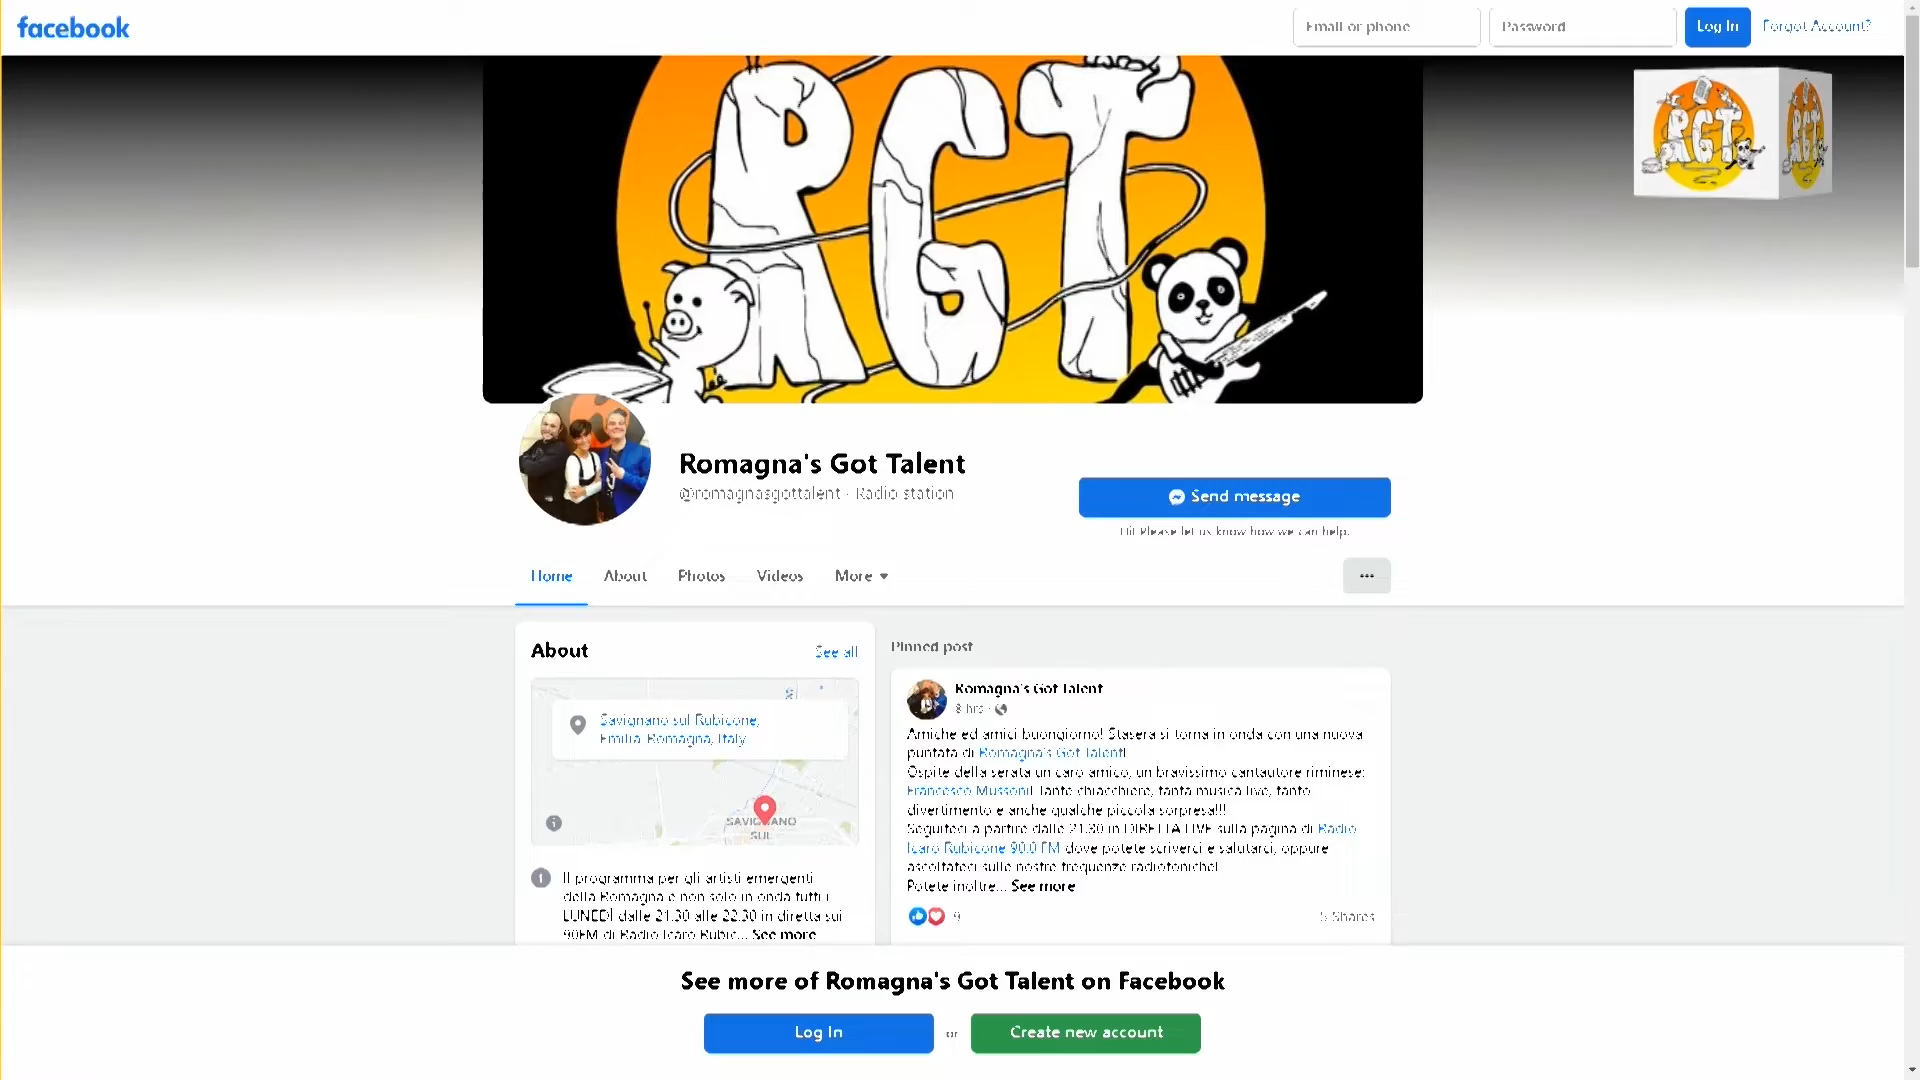 facebook
Email or phone
Password
Log In
Forgot Account?
RGT
RGT
RGT
Romagna's Got Talent
@romagnasgottalent · Radio station
Send message
Hi! Please let us know how we can help.
Home
About
Photos
Videos
More
About
See all
Savignano sul Rubicone,
Emilia-Romagna, Italy
SAVIGNANO
SUL
Il programma per gli artisti emergenti
della Romagna e non solo in onda tutti i
LUNEDÌ dalle 21.30 alle 22.30 in diretta sui
90FM di Radio Icaro Rubic... See more
Pinned post
Romagna's Got Talent
8 hrs ·
Amiche ed amici buongiorno! Stasera si torna in onda con una nuova
puntata di Romagna's Got Talent!
Ospite della serata un caro amico, un bravissimo cantautore riminese:
Francesco Mussoni! Tante chiacchiere, tanta musica live, tanto
divertimento e anche qualche piccola sorpresa!!!
Seguiteci a partire dalle 21.30 in DIRETTA LIVE sulla pagina di Radio
Icaro Rubicone 90.0 FM dove potete scriverci e salutarci, oppure
ascoltateci sulle nostre frequenze radiofoniche!
Potete inoltre... See more
9
5 Shares
See more of Romagna's Got Talent on Facebook
Log In
or
Create new account